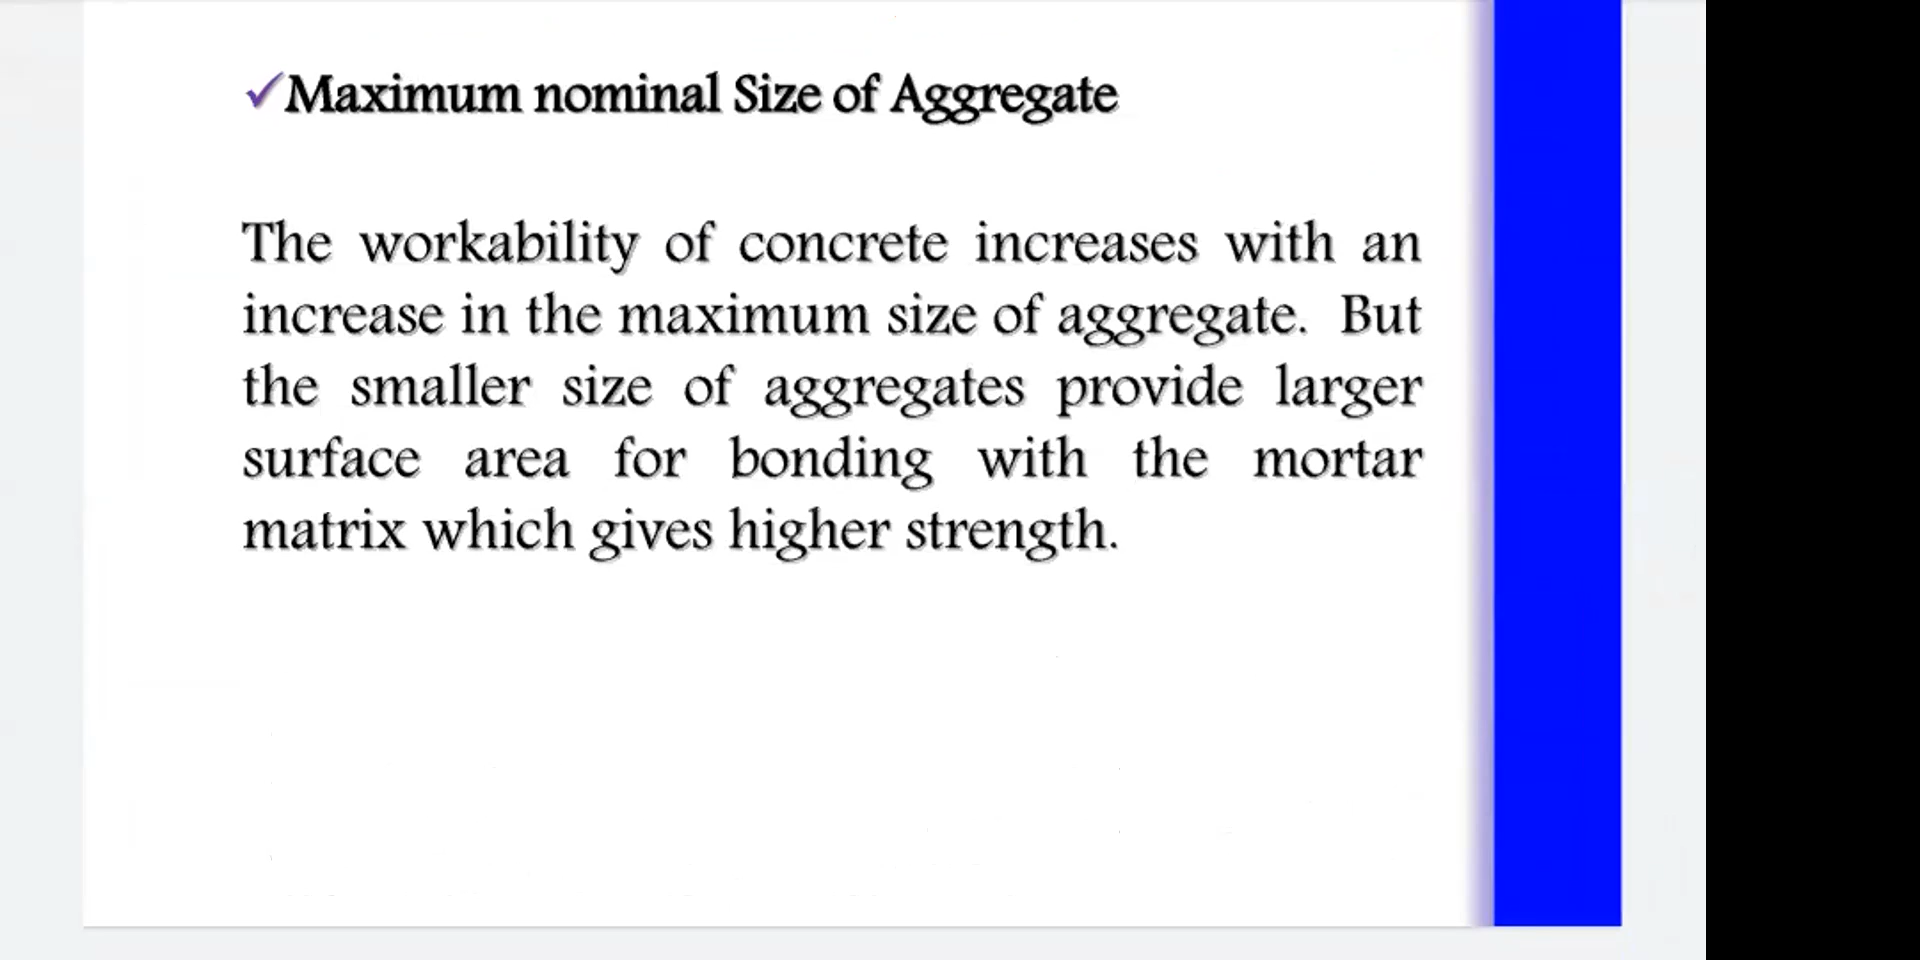 ✓Maximum nominal Size of Aggregate
The workability of concrete increases with an
increase in the maximum size of aggregate. But
the smaller size of aggregates provide larger
surface area for bonding with the mortar
matrix which gives higher strength.